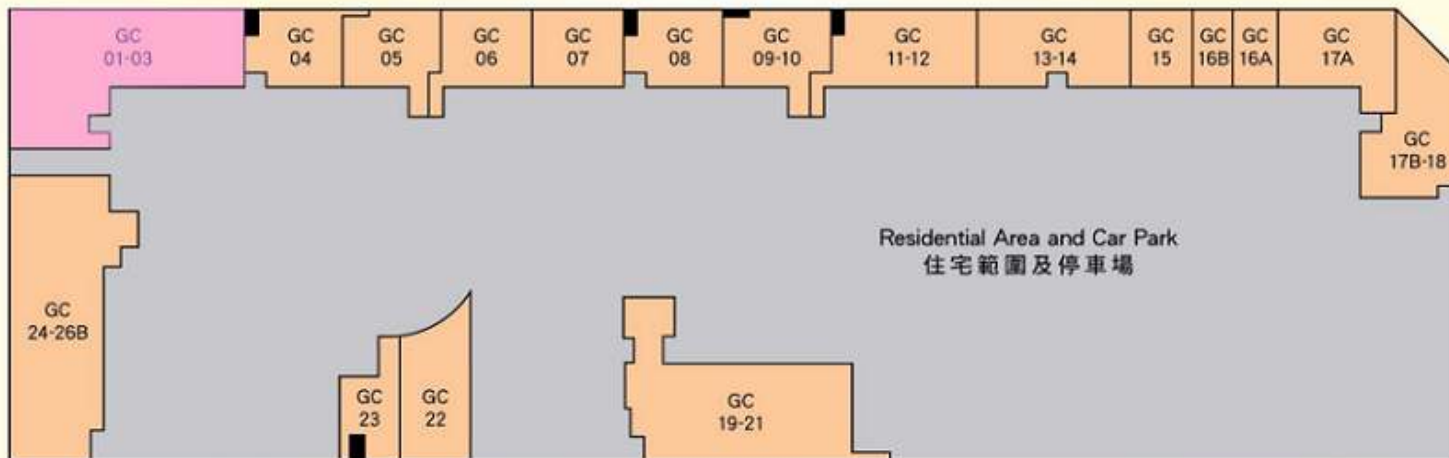 GC
01-03
GC
04
GC
05
GC
06
GC
07
GC
08
GC
09-10
GC
11-12
GC
13-14
GC
15
GC
16B
GC
16A
GC
17A
GC
17B-18
Residential Area and Car Park
住宅範圍及停車場
GC
24-26B
GC
23
GC
22
GC
19-21